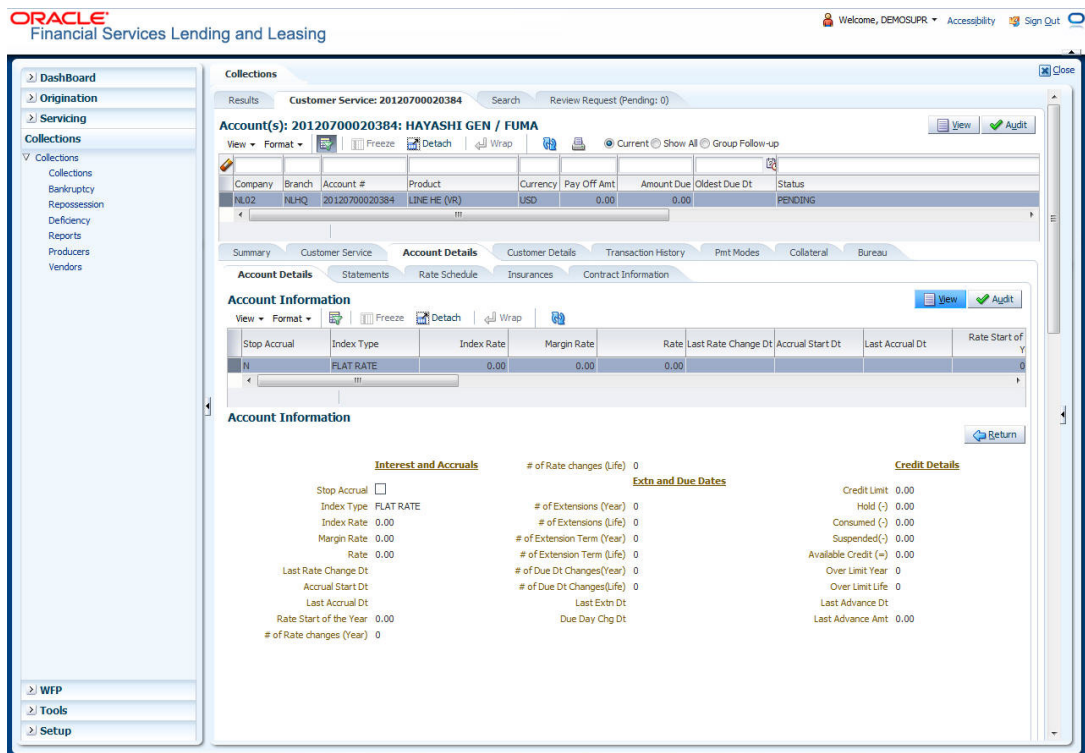 ORACLE
Financial Services Lending and Leasing
Welcome, DEMOSUPR
Accessibility
Sign Out
Close
DashBoard
Origination
Servicing
Collections
Collections
Collections
Bankruptcy
Repossession
Deficiency
Reports
Producers
Vendors
WFP
Tools
Setup
Collections
Results Customer Service: 20120700020384 Search Review Request (Pending: 0)
Account(s): 20120700020384: HAYASHI GEN / FUMA
View Audit
View Format Freeze Detach Wrap Current Show All Group Follow-up
Company Branch Account # Product Currency Pay Off Amt Amount Due Oldest Due Dt Status
NL02 NLHQ 20120700020384 LINE HE (VR) USD 0.00 0.00 PENDING
Summary Customer Service Account Details Customer Details Transaction History Pmt Modes Collateral Bureau
Account Details Statements Rate Schedule Insurances Contract Information
Account Information
View Audit
View Format Freeze Detach Wrap
Stop Accrual Index Type Index Rate Margin Rate Rate Last Rate Change Dt Accrual Start Dt Last Accrual Dt Rate Start of Y
N FLAT RATE 0.00 0.00 0.00 0
Account Information
Return
Interest and Accruals
Stop Accrual
Index Type FLAT RATE
Index Rate 0.00
Margin Rate 0.00
Rate 0.00
Last Rate Change Dt
Accrual Start Dt
Last Accrual Dt
Rate Start of the Year 0.00
# of Rate changes (Year) 0
# of Rate changes (Life) 0
Extn and Due Dates
# of Extensions (Year) 0
# of Extensions (Life) 0
# of Extension Term (Year) 0
# of Extension Term (Life) 0
# of Due Dt Changes(Year) 0
# of Due Dt Changes(Life) 0
Last Extn Dt
Due Day Chg Dt
Credit Details
Credit Limit 0.00
Hold (-) 0.00
Consumed (-) 0.00
Suspended(-) 0.00
Available Credit (=) 0.00
Over Limit Year 0
Over Limit Life 0
Last Advance Dt
Last Advance Amt 0.00